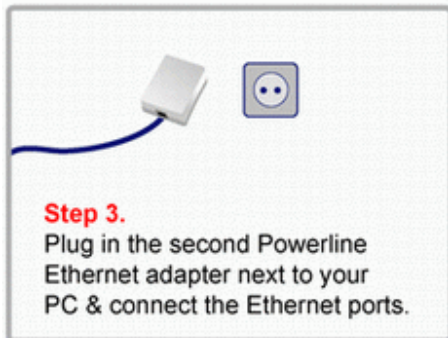 Step 3.
Plug in the second Powerline
Ethernet adapter next to your
PC & connect the Ethernet ports.